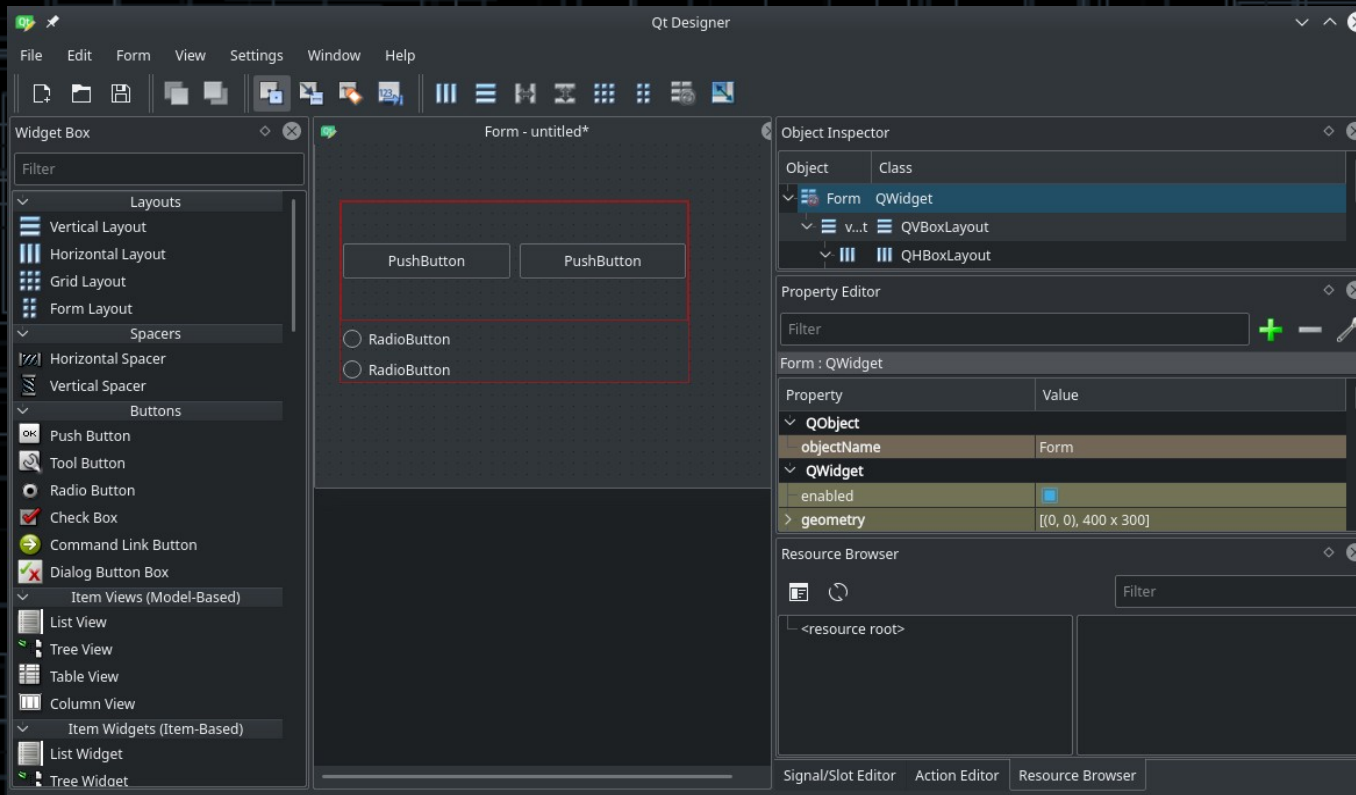 Qt Designer
File Edit Form View Settings Window Help
Widget Box
Filter
Layouts
Vertical Layout
Horizontal Layout
Grid Layout
Form Layout
Spacers
Horizontal Spacer
Vertical Spacer
Buttons
OK Push Button
Tool Button
Radio Button
Check Box
Command Link Button
Dialog Button Box
Item Views (Model-Based)
List View
Tree View
Table View
Column View
Item Widgets (Item-Based)
List Widget
Tree Widget
Form - untitled*
PushButton PushButton
RadioButton
RadioButton
Object Inspector
Object Class
Form QWidget
v...t QVBoxLayout
QHBoxLayout
Property Editor
Filter
Form : QWidget
Property Value
QObject
objectName Form
QWidget
enabled
geometry [(0, 0), 400 x 300]
Resource Browser
Filter
<resource root>
Signal/Slot Editor Action Editor Resource Browser